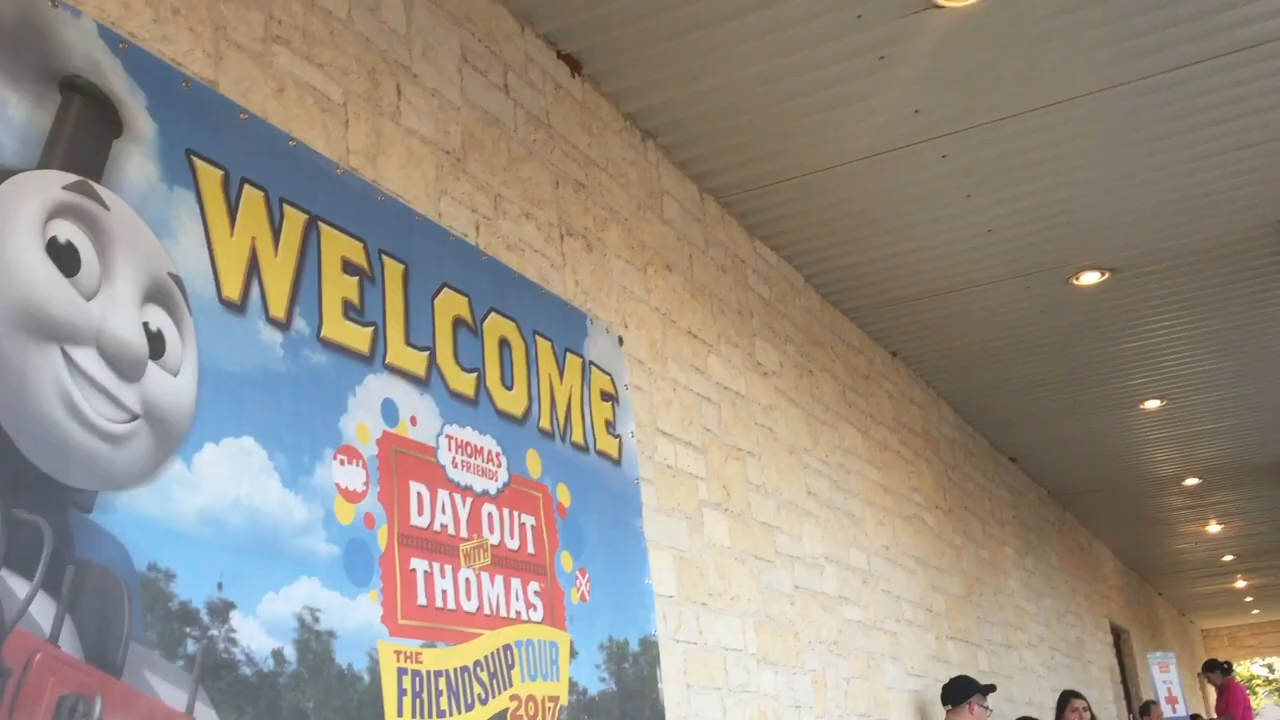 WELCOME
THOMAS
& FRIENDS
DAY OUT
WITH
THOMAS
THE
FRIENDSHIP TOUR
2017